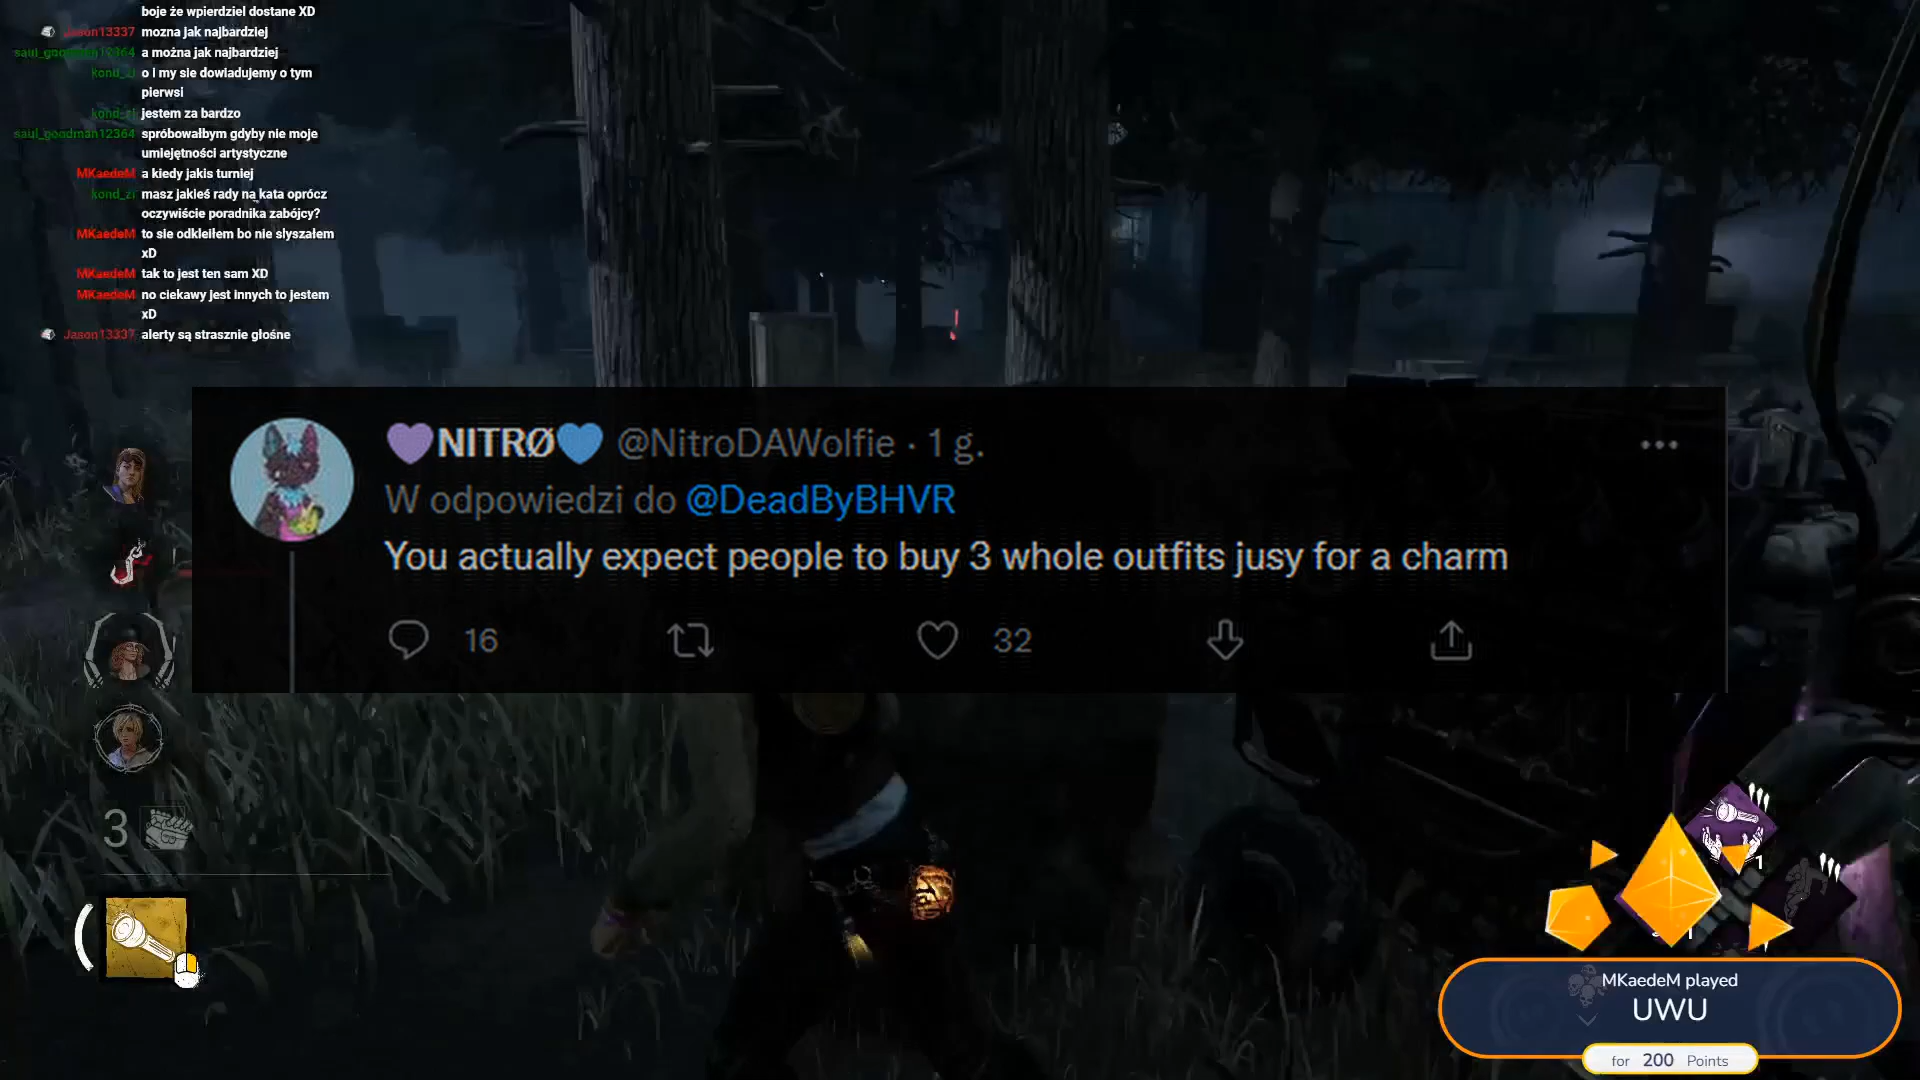 boje że wpierdziel dostane XD
Jaaon13337 mozna jak najbardziej
saul_goodman12364 a można jak najbardziej
kond_zi o i my sie dowiadujemy o tym
pierwsi
kond_zi jestem za bardzo
saul_goodman12364 spróbowałbym gdyby nie moje
umiejętności artystyczne
MKaedeM a kiedy jakis turniej
kond_zi masz jakieś rady na kata oprócz
oczywiście poradnika zabójcy?
MKaedeM to sie odkleiłem bo nie slyszałem
xD
MKaedeM tak to jest ten sam XD
MKaedeM no ciekawy jest innych to jestem
xD
Jaaon13337 alerty są strasznie głośne
💜NITRØ💙 @NitroDAWolfie · 1 g.
W odpowiedzi do @DeadByBHVR
You actually expect people to buy 3 whole outfits jusy for a charm
16 32
3
1
MKaedeM played
UWU
for 200 Points